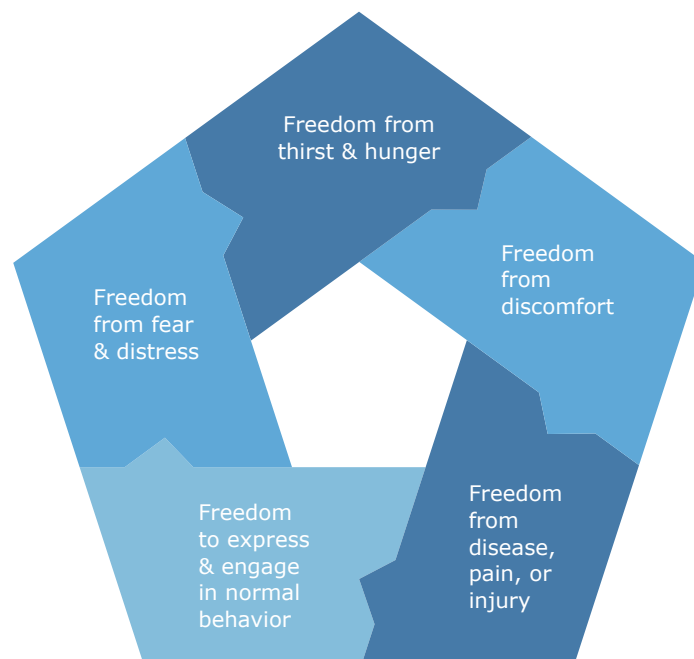 Freedom from
thirst & hunger
Freedom
from
discomfort
Freedom
from
disease,
pain, or
injury
Freedom
to express
& engage
in normal
behavior
Freedom
from fear
& distress